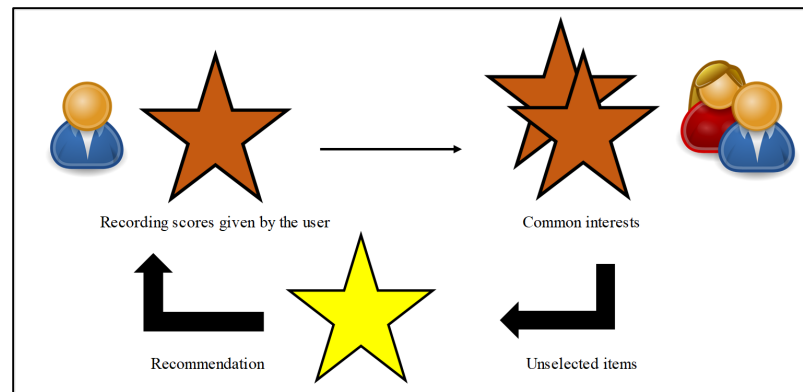 Recording scores given by the user
Common interests
Recommendation
Unselected items